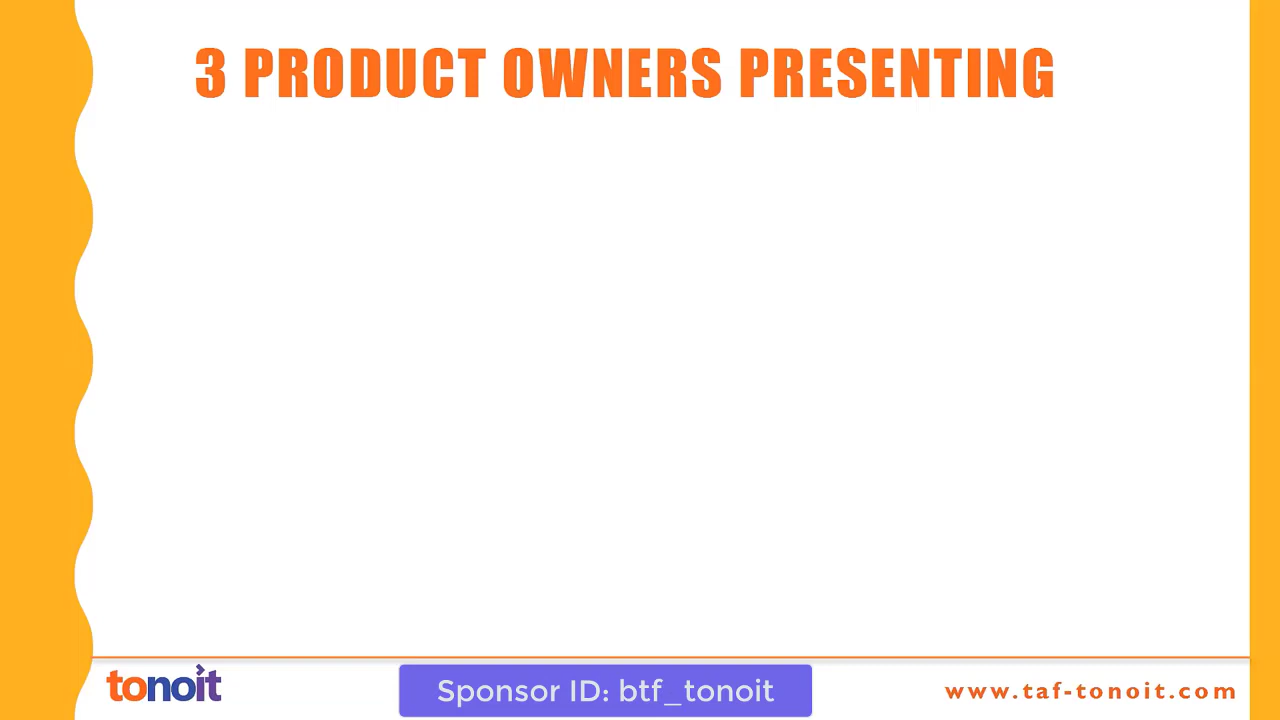 3 PRODUCT OWNERS PRESENTING
tonoit
Sponsor ID: btf_tonoit
www.taf-tonoit.com